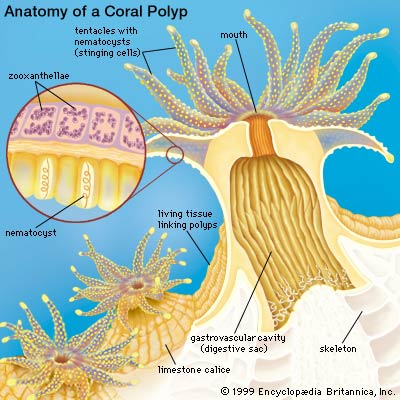 Anatomy of a Coral Polyp
tentacles with
nematocysts
(stinging cells)
mouth
zooxanthellae
nematocyst
living tissue
linking polyps
gastrovascular cavity
(digestive sac)
skeleton
limestone calice
© 1999 Encyclopædia Britannica, Inc.